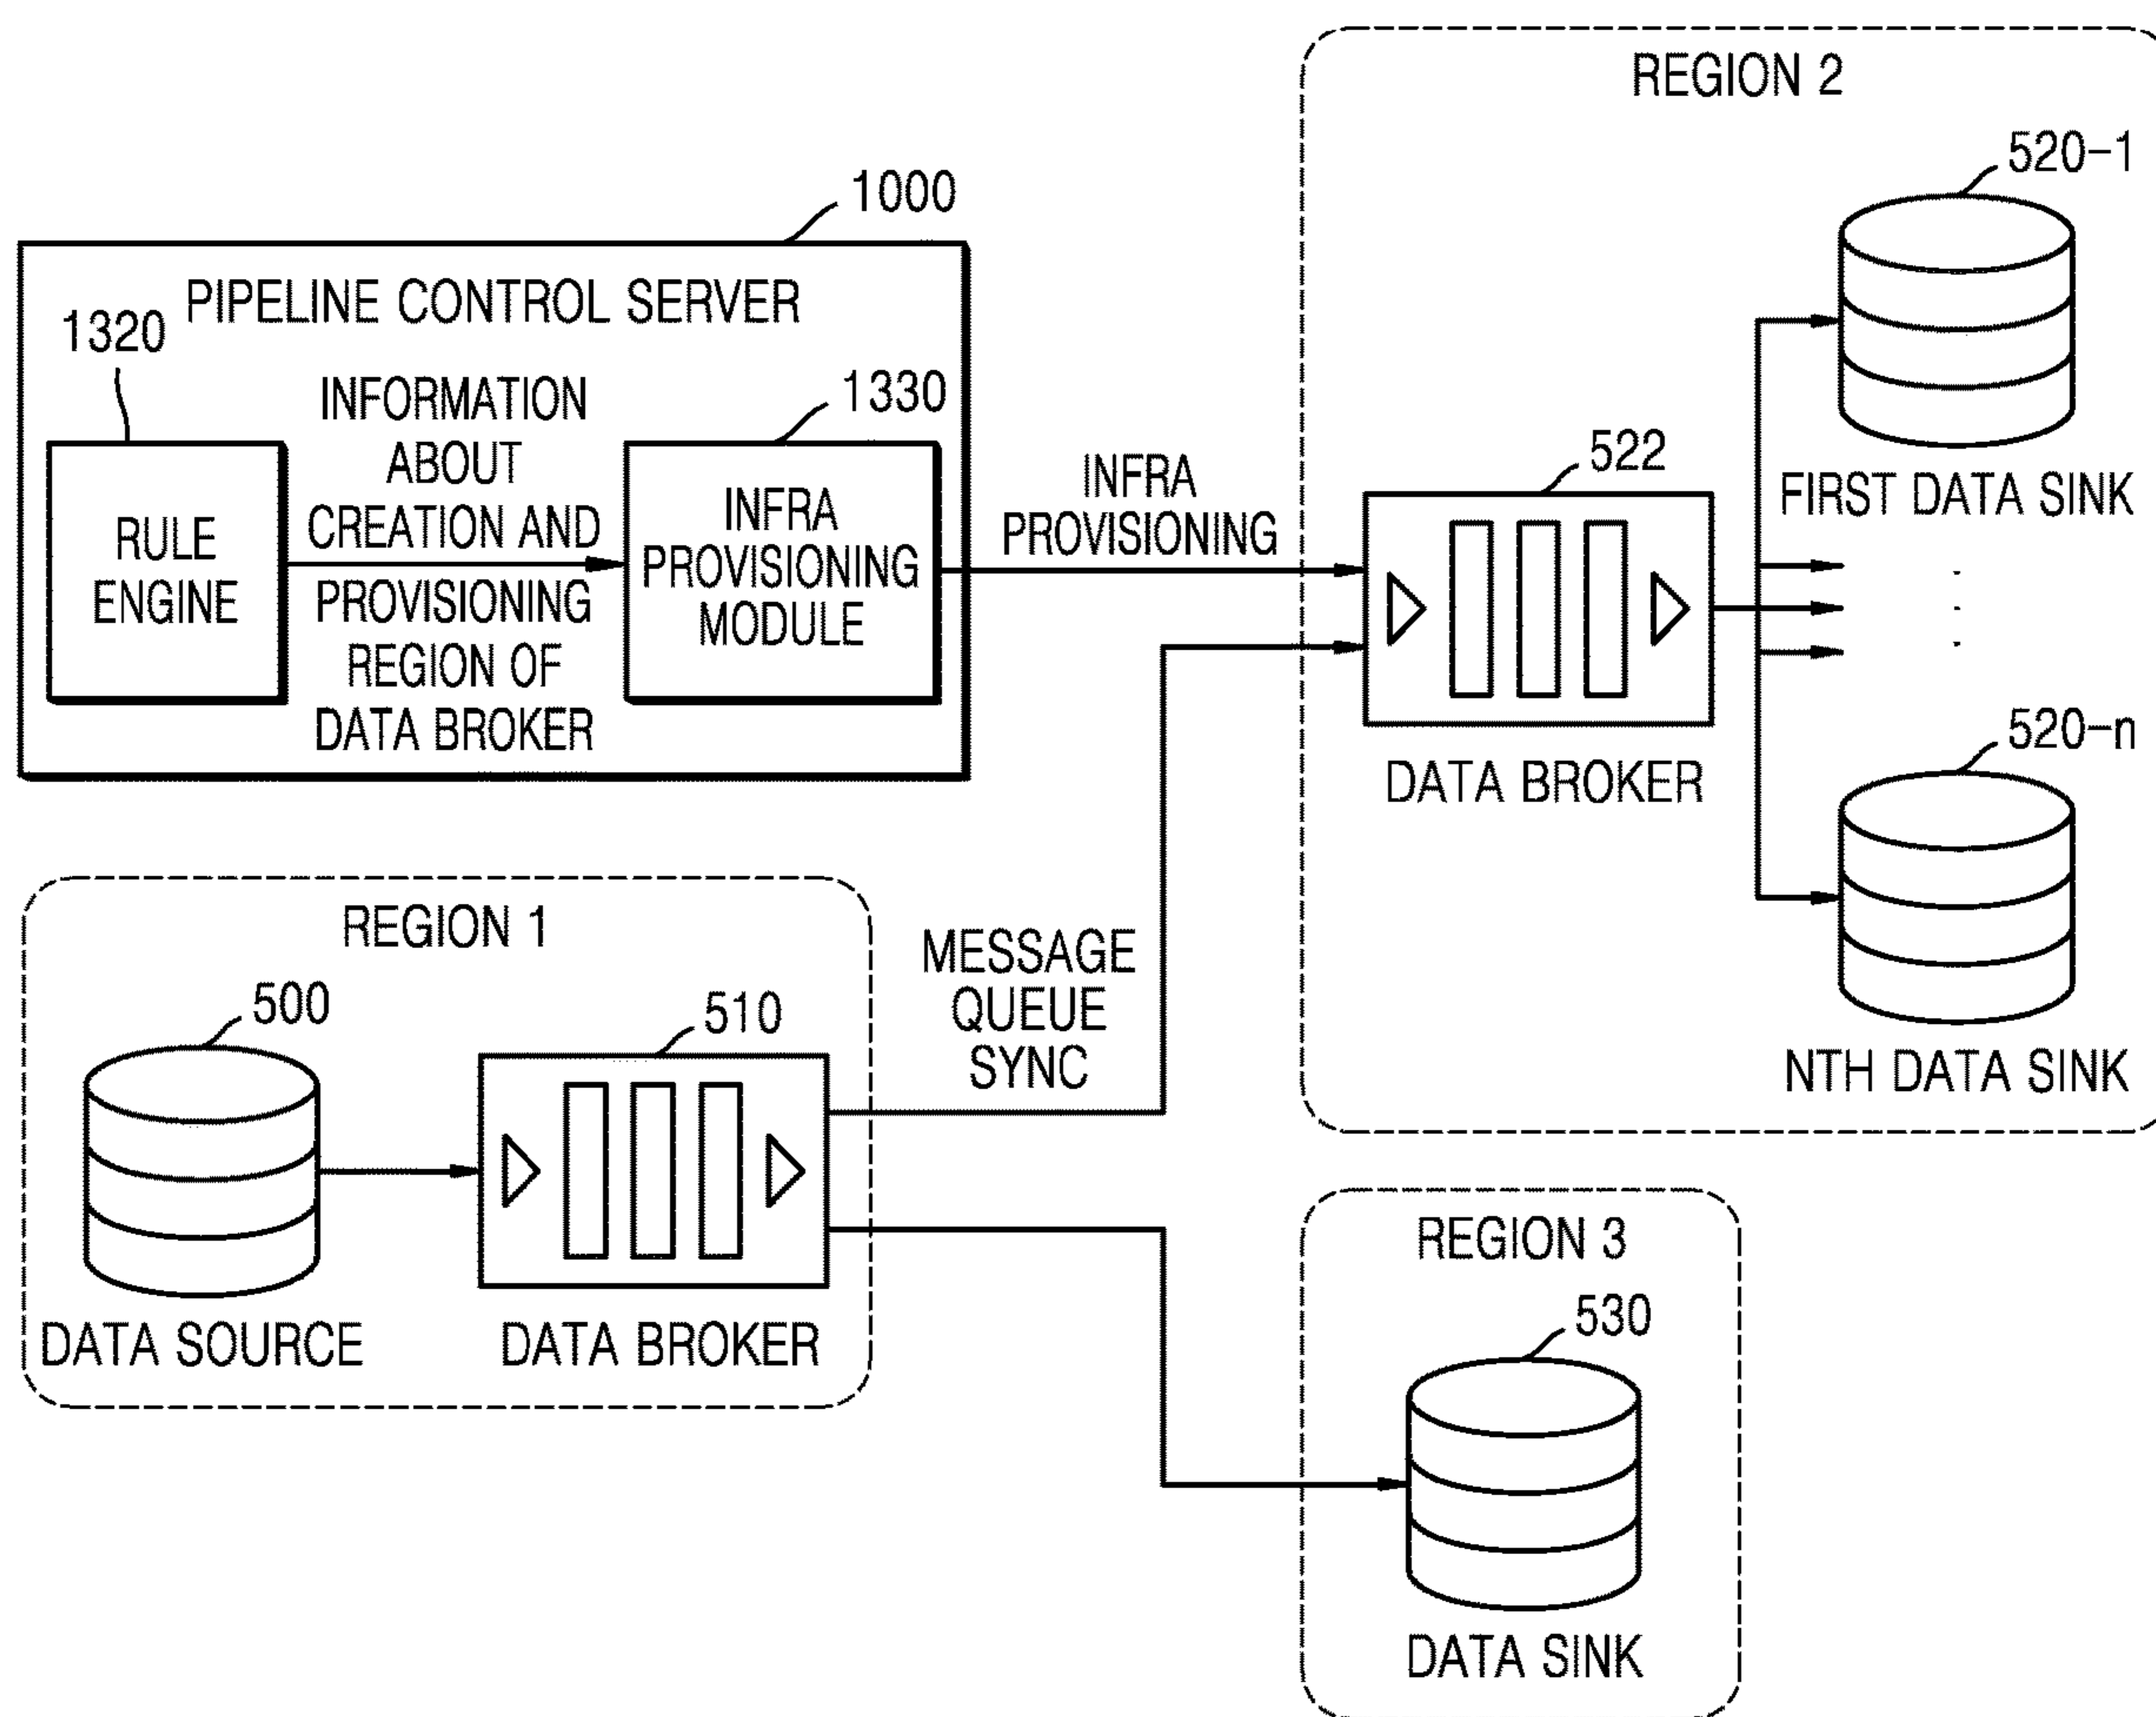 REGION 2
520-1
FIRST DATA SINK
522
DATA BROKER
520-n
NTH DATA SINK
1000
PIPELINE CONTROL SERVER
1320
RULE
ENGINE
INFORMATION
ABOUT
CREATION AND
PROVISIONING
REGION OF
DATA BROKER
1330
INFRA
PROVISIONING
MODULE
INFRA
PROVISIONING
REGION 1
500
DATA SOURCE
510
DATA BROKER
MESSAGE
QUEUE
SYNC
REGION 3
530
DATA SINK